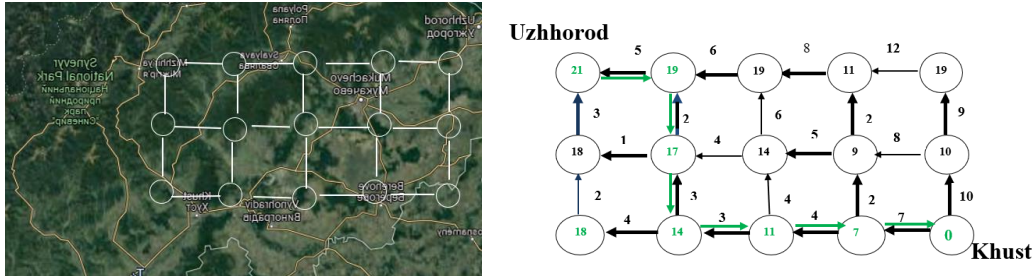 Polyana
Поляна
Uzhhorod
Ужгород
Synevyr
National Park
Національний
природний
парк
"Синевир"
Mizhhirya
Міжгір'я
Svalyava
Свалява
Mukachevo
Мукачево
Khust
Хуст
Vynohradiv
Виноградів
Berehove
Берегове
Uzhhorod
5 6 8 12
21 19 19 11 19
3 2 6 2 9
1 4 5 8
18 17 14 9 10
2 3 4 2 10
4 3 4 7
18 14 11 7 0
Khust